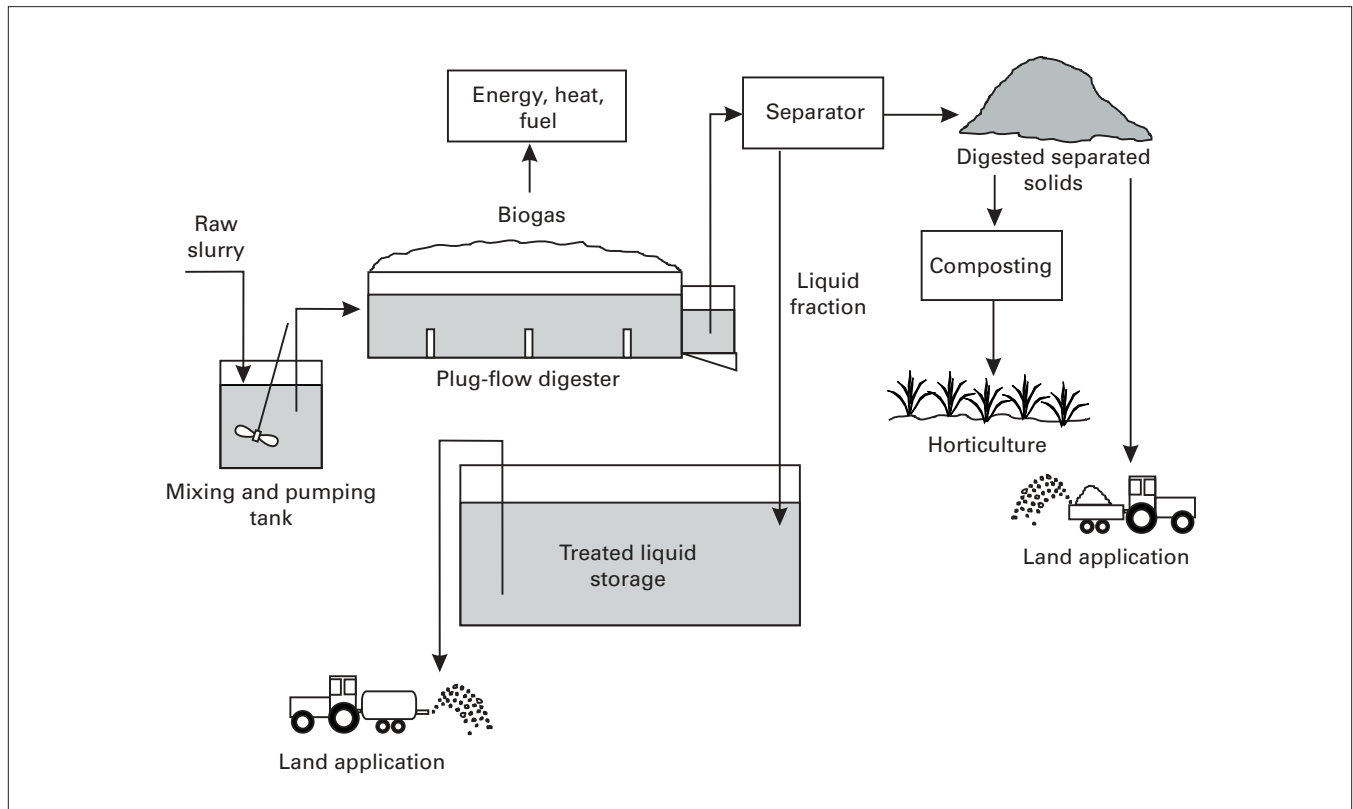 Energy, heat,
fuel
Separator
Digested separated
solids
Biogas
Raw
slurry
Composting
Liquid
fraction
Plug-flow digester
Horticulture
Mixing and pumping
tank
Treated liquid
storage
Land application
Land application